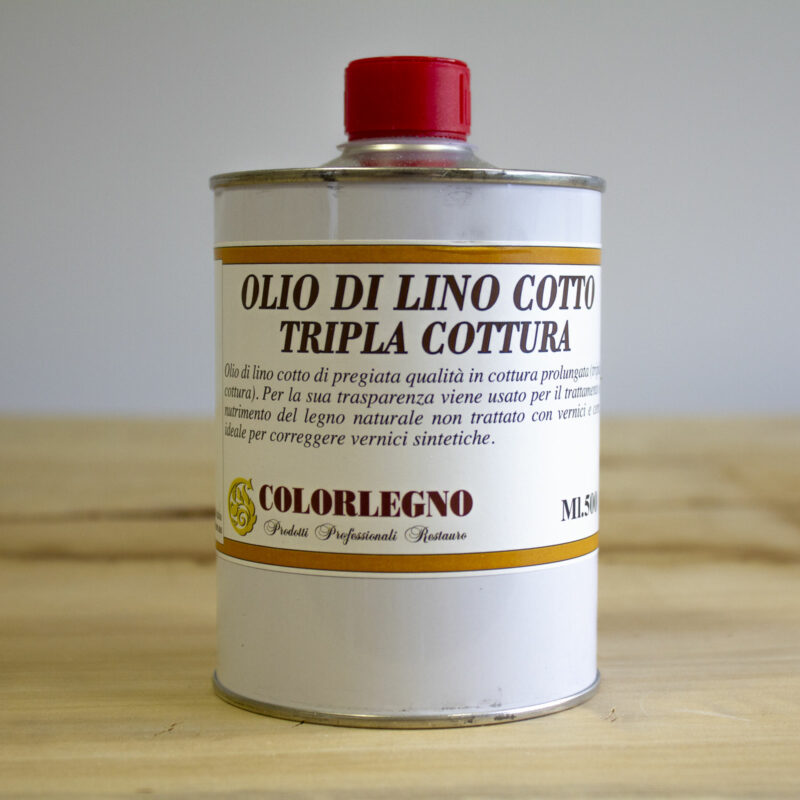 OLIO DI LINO COTTO
TRIPLA COTTURA
Olio di lino cotto di pregiata qualità in cottura prolungata
cottura). Per la sua trasparenza viene usato per il trattamento
nutrimento del legno naturale non trattato con vernici e
ideale per correggere vernici sintetiche.
COLORLEGNO
Prodotti Professionali Restauro
Ml.500